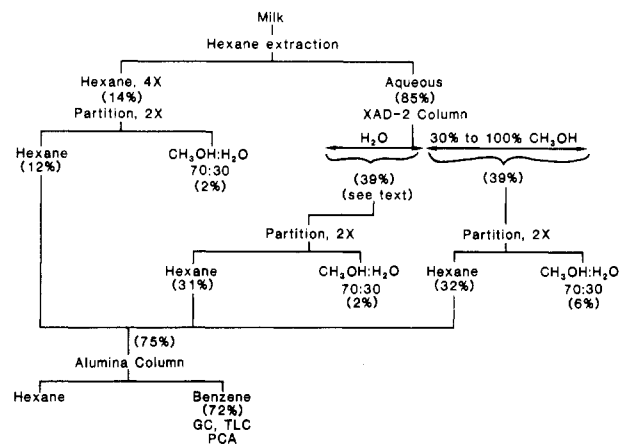 Milk
Hexane extraction
Hexane, 4X
(14%)
Partition, 2X
Aqueous
(85%)
XAD-2 Column
H₂O
30% to 100% CH₃OH
Hexane
(12%)
CH₃OH:H₂O
70:30
(2%)
(39%)
(see text)
(39%)
Partition, 2X
Partition, 2X
Hexane
(31%)
CH₃OH:H₂O
70:30
(2%)
Hexane
(32%)
CH₃OH:H₂O
70:30
(6%)
(75%)
Alumina Column
Hexane
Benzene
(72%)
GC, TLC
PCA